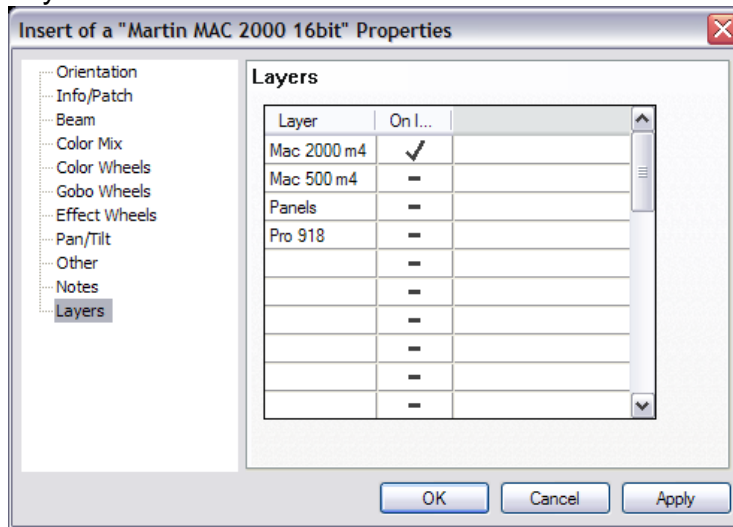 Insert of a "Martin MAC 2000 16bit" Properties
Orientation
Info/Patch
Beam
Color Mix
Color Wheels
Gobo Wheels
Effect Wheels
Pan/Tilt
Other
Notes
Layers
Layers
Layer On l...
Mac 2000 m4
Mac 500 m4
Panels
Pro 918
OK Cancel Apply